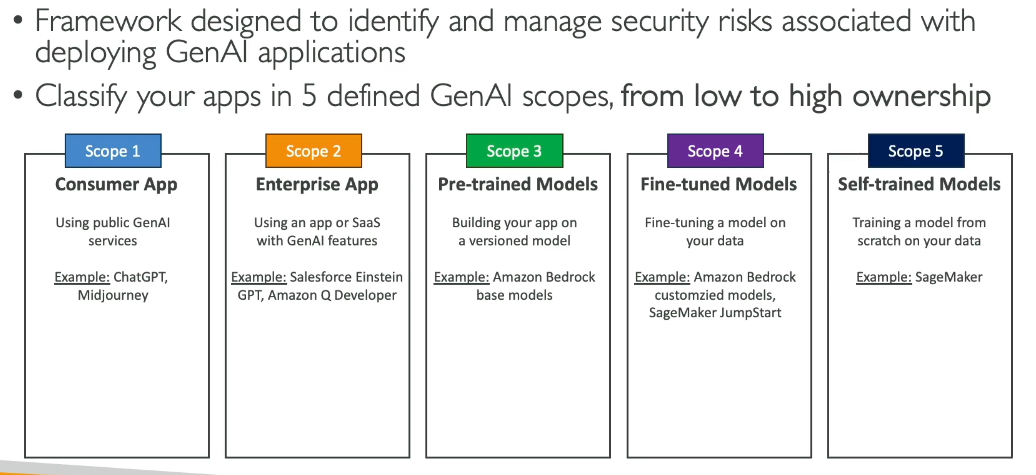 • Framework designed to identify and manage security risks associated with
deploying GenAI applications
• Classify your apps in 5 defined GenAI scopes, from low to high ownership
Scope 1
Consumer App
Using public GenAI
services
Example: ChatGPT,
Midjourney
Scope 2
Enterprise App
Using an app or SaaS
with GenAI features
Example: Salesforce Einstein
GPT, Amazon Q Developer
Scope 3
Pre-trained Models
Building your app on
a versioned model
Example: Amazon Bedrock
base models
Scope 4
Fine-tuned Models
Fine-tuning a model on
your data
Example: Amazon Bedrock
customzied models,
SageMaker JumpStart
Scope 5
Self-trained Models
Training a model from
scratch on your data
Example: SageMaker